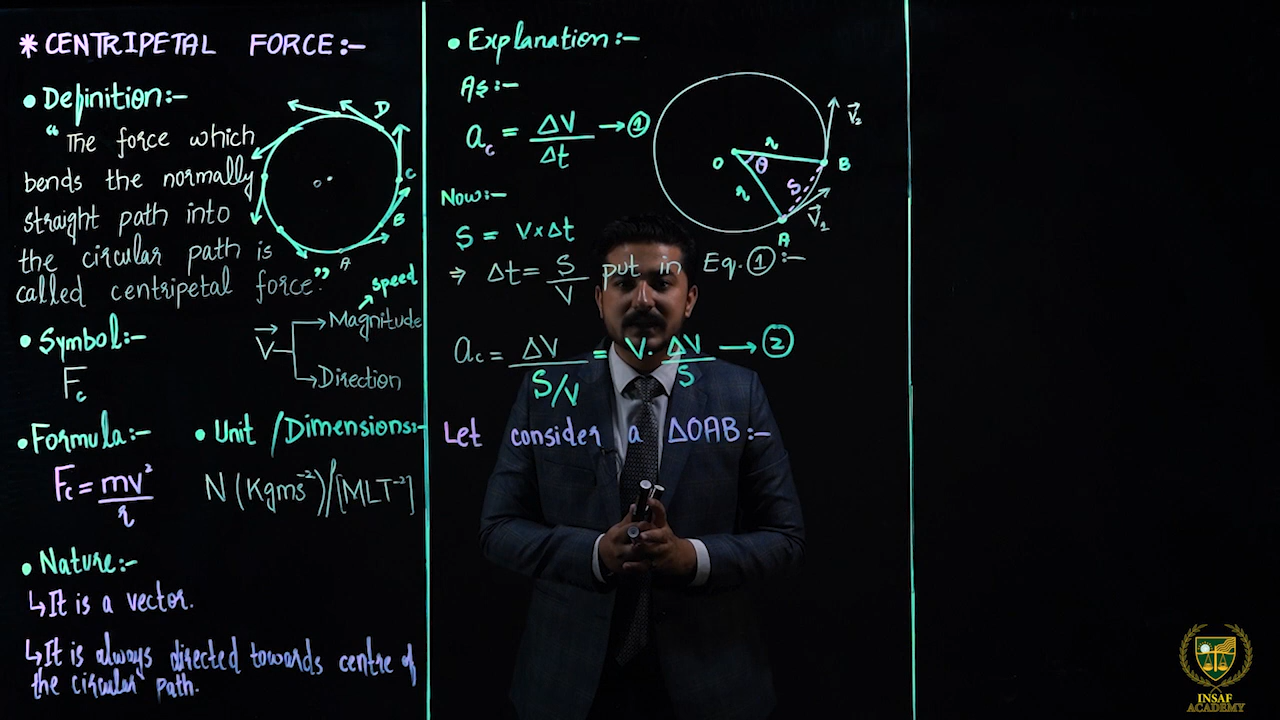 * CENTRIPETAL FORCE:-
• Definition:-
"The force which
bends the normally
straight path into
the circular path is
called centripetal force."
D
C
B
A
o
• Symbol:-
Fc
speed
V→
Magnitude
Direction
• Formula:-
Fc = mv²/r
• Unit / Dimensions:-
N (Kgms⁻²)/[MLT⁻²]
• Nature:-
↳ It is a vector.
↳ It is always directed towards centre of
the circular path.
• Explanation:-
As:-
ac = ΔV/Δt → ①
Now:-
S = V×Δt
⇒ Δt = S/V put in Eq. ①:-
ac = ΔV/(S/V) = V. ΔV/S → ②
Let consider a ΔOAB:-
V⃗₂
O
r
θ
B
r
S
V⃗₁
A
INSAF
ACADEMY